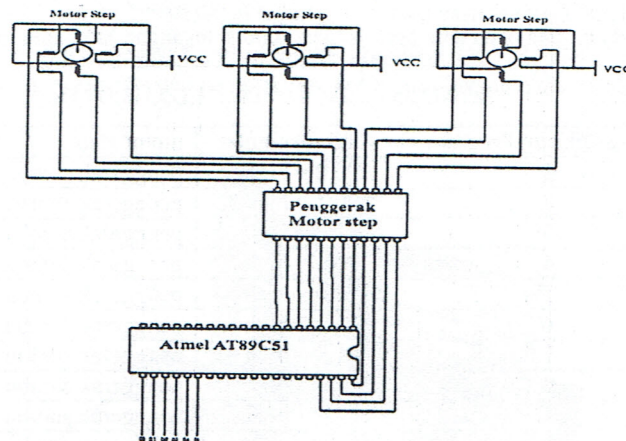 Motor Step
Motor Step
Motor Step
VCC
VCC
VCC
Penggerak
Motor step
Atmel AT89C51